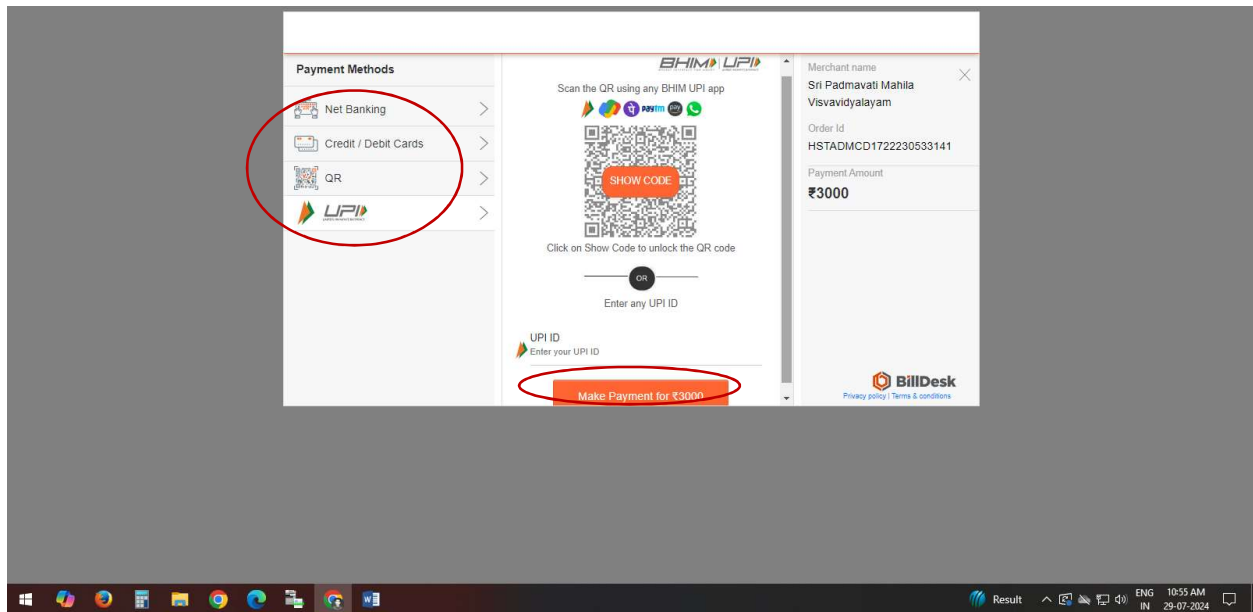 Payment Methods
Net Banking
Credit / Debit Cards
QR
UPI
BHIM UPI
Scan the QR using any BHIM UPI app
Paytm pay
SHOW CODE
Click on Show Code to unlock the QR code
OR
Enter any UPI ID
UPI ID
Enter your UPI ID
Make Payment for ₹3000
Merchant name
Sri Padmavati Mahila
Visvavidyalayam
Order Id
HSTADMCD1722230533141
Payment Amount
₹3000
BillDesk
Privacy policy | Terms & conditions
Result
ENG
IN
10:55 AM
29-07-2024